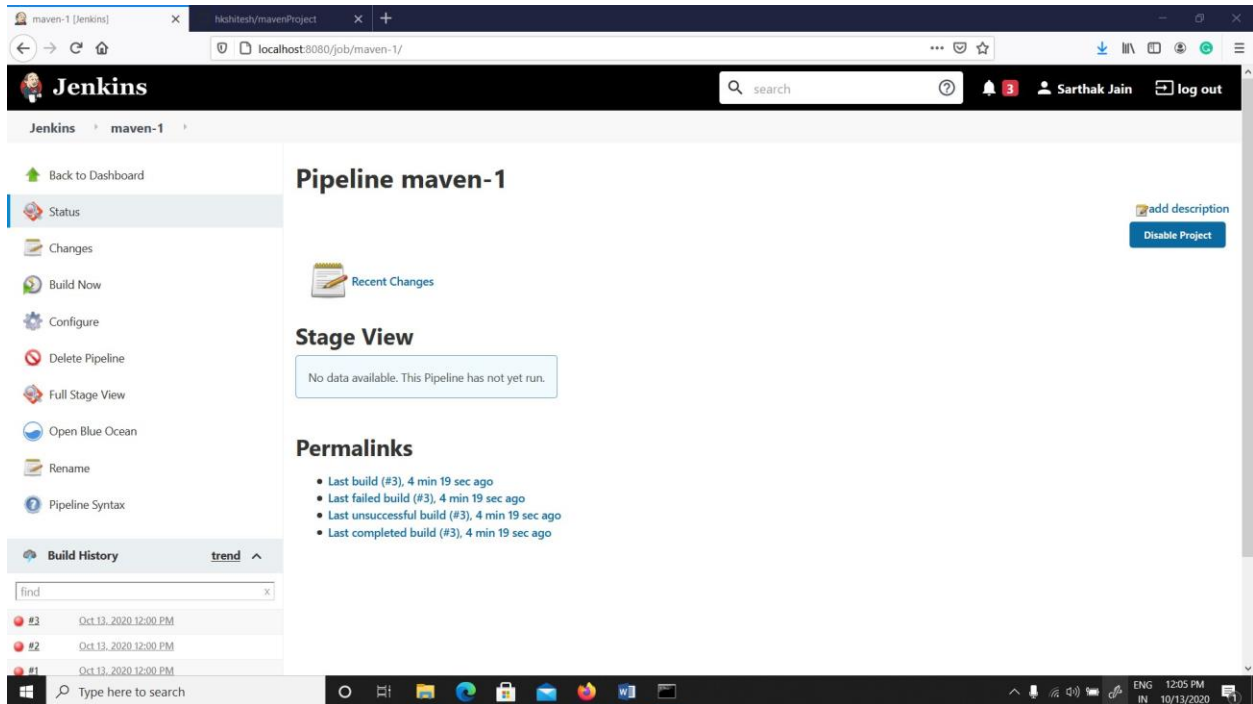 maven-1 [Jenkins]
hkshitesh/mavenProject
localhost:8080/job/maven-1/
Jenkins
search
3
Sarthak Jain
log out
Jenkins
maven-1
Back to Dashboard
Status
Changes
Build Now
Configure
Delete Pipeline
Full Stage View
Open Blue Ocean
Rename
Pipeline Syntax
Build History
trend
find
x
#3 Oct 13, 2020 12:00 PM
#2 Oct 13, 2020 12:00 PM
#1 Oct 13, 2020 12:00 PM
Pipeline maven-1
add description
Disable Project
Recent Changes
Stage View
No data available. This Pipeline has not yet run.
Permalinks
Last build (#3), 4 min 19 sec ago
Last failed build (#3), 4 min 19 sec ago
Last unsuccessful build (#3), 4 min 19 sec ago
Last completed build (#3), 4 min 19 sec ago
Type here to search
ENG
IN
12:05 PM
10/13/2020